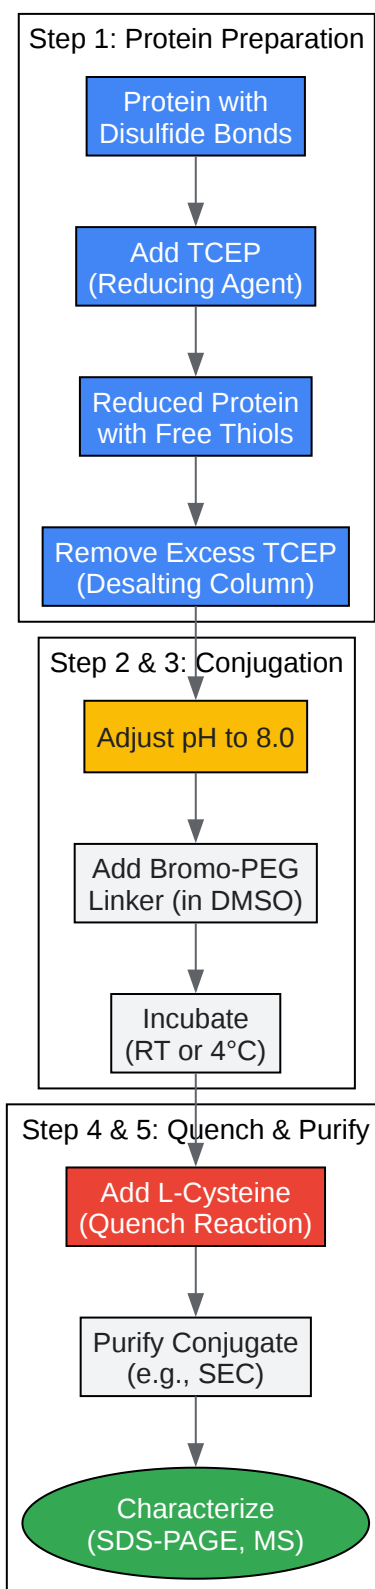 Step 1: Protein Preparation
Protein with
Disulfide Bonds
Add TCEP
(Reducing Agent)
Reduced Protein
with Free Thiols
Remove Excess TCEP
(Desalting Column)
Step 2 & 3: Conjugation
Adjust pH to 8.0
Add Bromo-PEG
Linker (in DMSO)
Incubate
(RT or 4°C)
Step 4 & 5: Quench & Purify
Add L-Cysteine
(Quench Reaction)
Purify Conjugate
(e.g., SEC)
Characterize
(SDS-PAGE, MS)